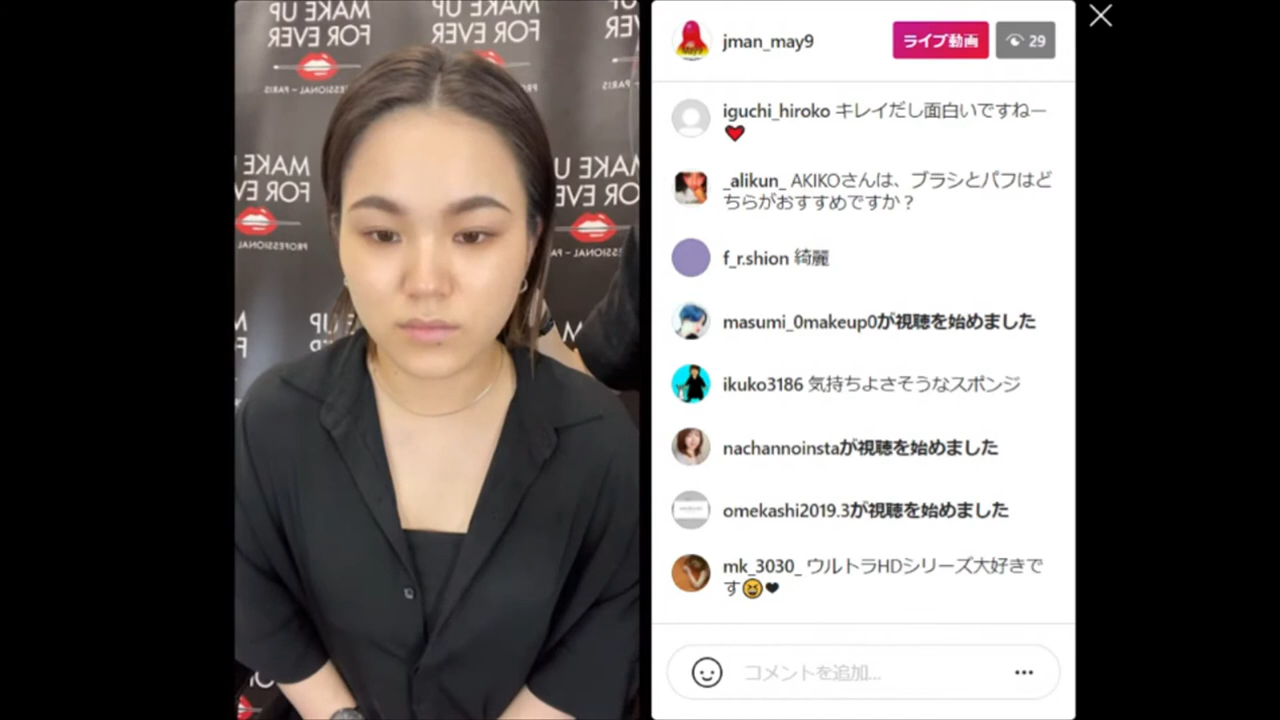 MAKE UP
FOR EVER
PROFESSIONAL – PARIS
MAKE UP
FOR EVER
MAKE UP
FOR EVER
PROFESSIONAL
MAKE U
FOR EVER
jman_may9
ライブ動画
29
iguchi_hiroko キレイだし面白いですねー
❤
_alikun_ AKIKOさんは、ブラシとパフはど
ちらがおすすめですか？
f_r.shion 綺麗
masumi_0makeup0が視聴を始めました
ikuko3186 気持ちよさそうなスポンジ
nachannoinstaが視聴を始めました
omekashi2019.3が視聴を始めました
mk_3030_ ウルトラHDシリーズ大好きで
す😆❤
コメントを追加...